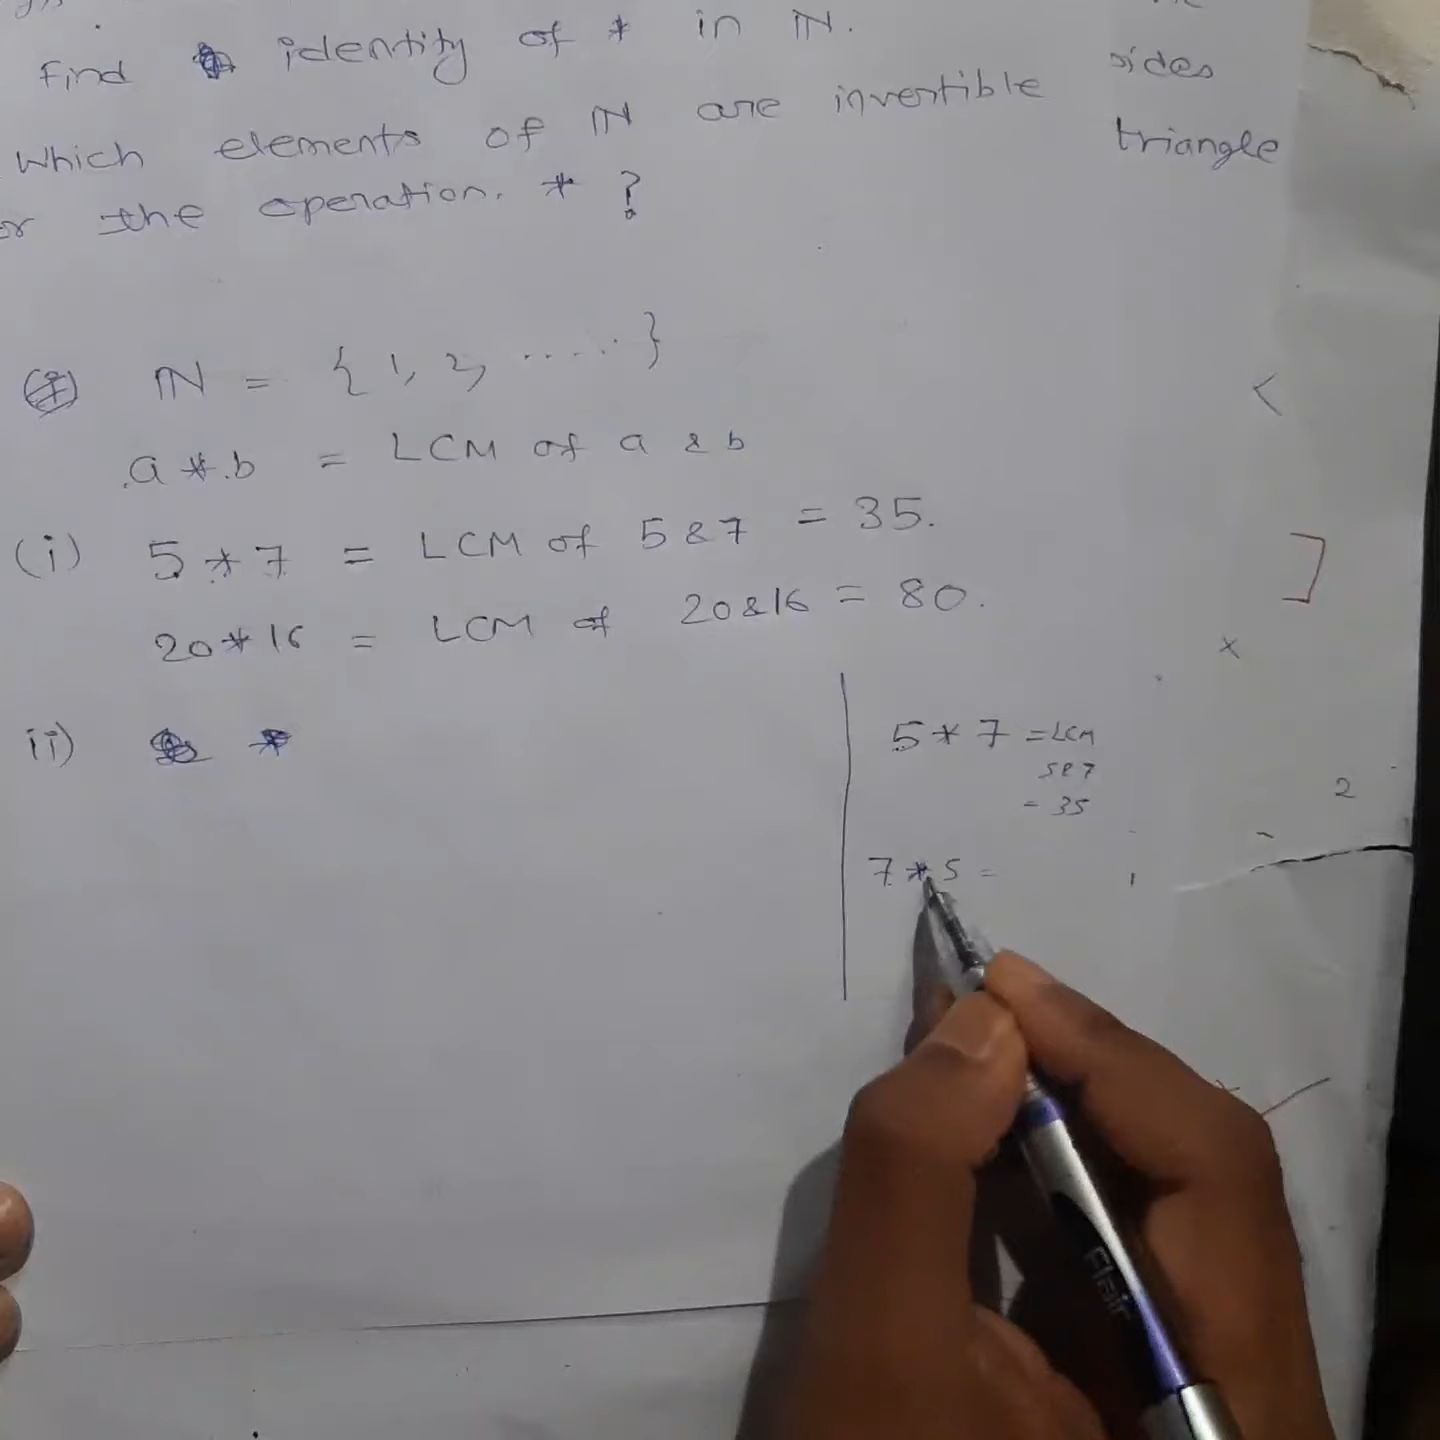 Find identity of * in N.
Which elements of N are invertible
or the operation. * ?
sides
triangle
N = { 1, 2, ..... }
a * b = LCM of a & b
(i) 5 * 7 = LCM of 5 & 7 = 35.
20 * 16 = LCM of 20 & 16 = 80.
ii) *
5 * 7 = LCM
5 & 7
= 35
7 * 5 =
<
]
x
2
Flair